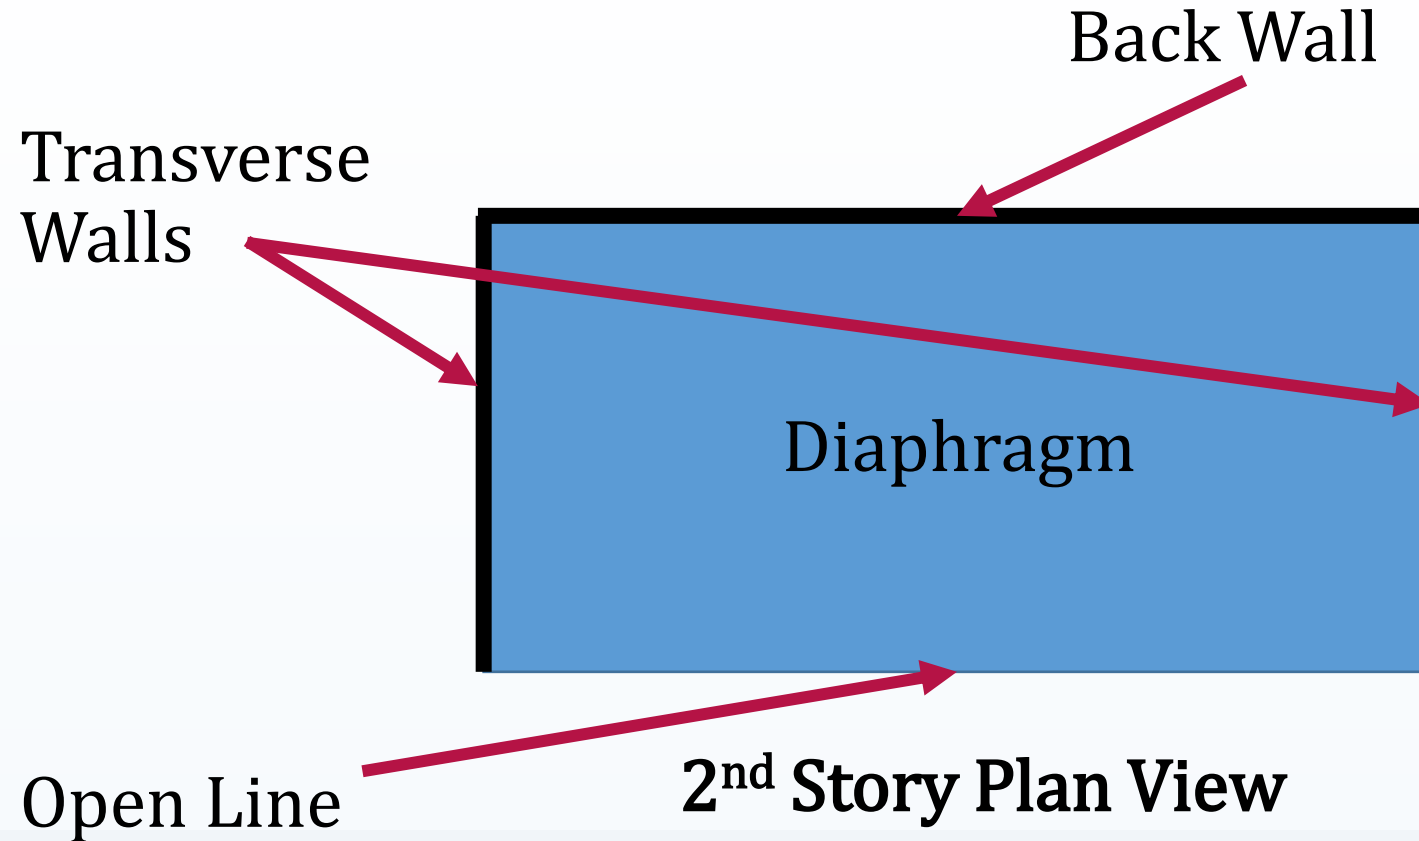 Back Wall
Transverse
Walls
Diaphragm
Open Line
2nd Story Plan View